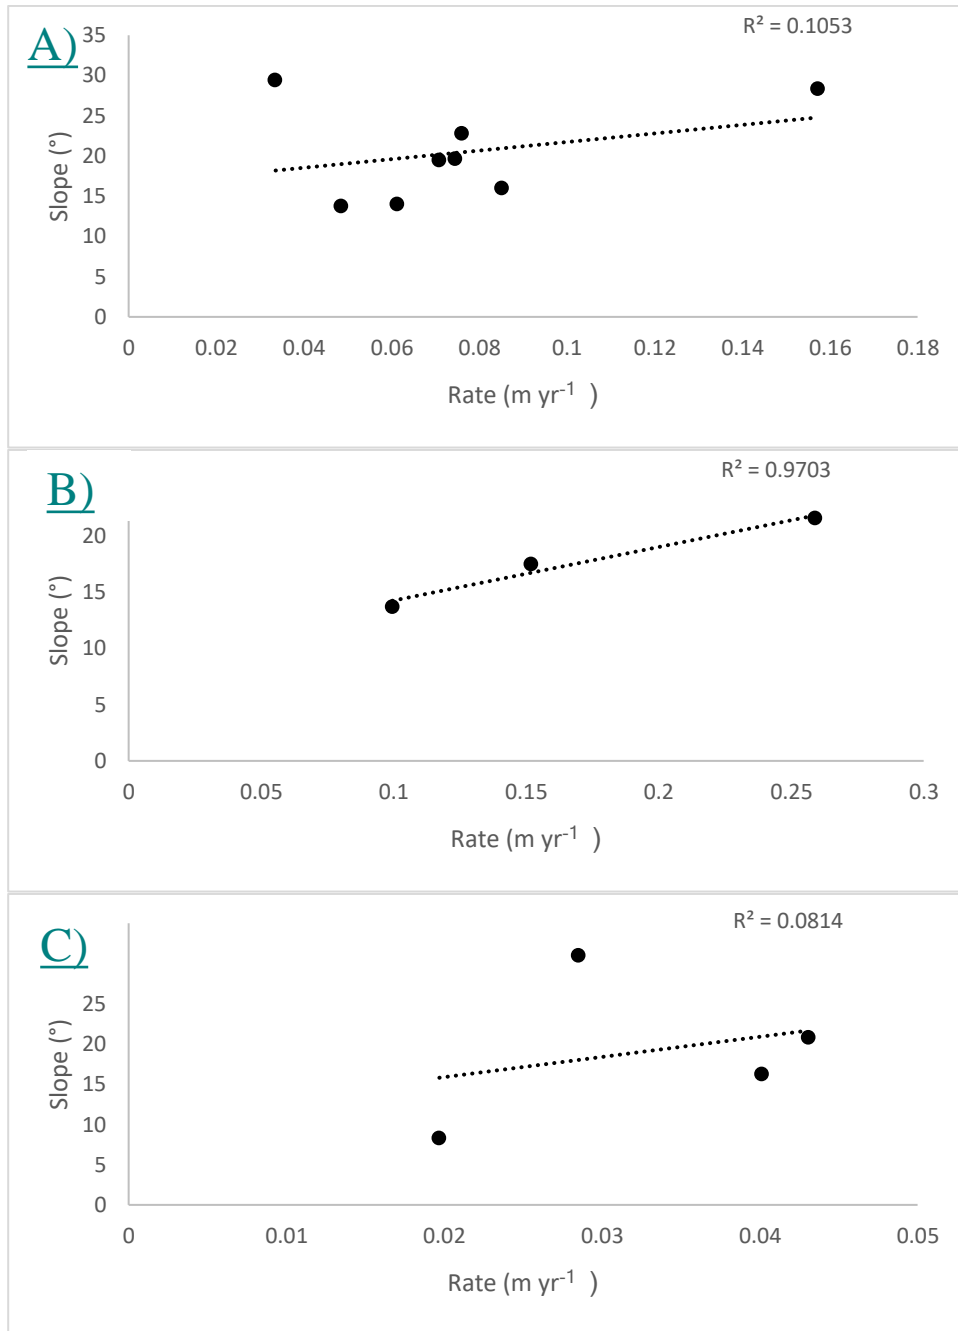 A)
R² = 0.1053
35
30
25
20
15
10
5
0
Slope (°)
0 0.02 0.04 0.06 0.08 0.1 0.12 0.14 0.16 0.18
Rate (m yr⁻¹ )
B)
R² = 0.9703
20
15
10
5
0
Slope (°)
0 0.05 0.1 0.15 0.2 0.25 0.3
Rate (m yr⁻¹ )
C)
R² = 0.0814
25
20
15
10
5
0
Slope (°)
0 0.01 0.02 0.03 0.04 0.05
Rate (m yr⁻¹ )